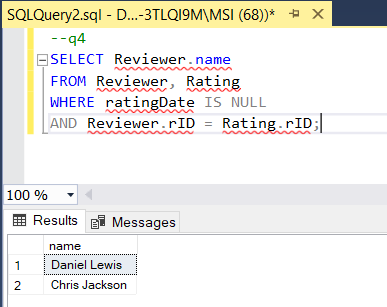 SQLQuery2.sql - D...-3TLQI9M\MSI (68))*
--q4
SELECT Reviewer.name
FROM Reviewer, Rating
WHERE ratingDate IS NULL
AND Reviewer.rID = Rating.rID;
100 %
Results Messages
name
1 Daniel Lewis
2 Chris Jackson